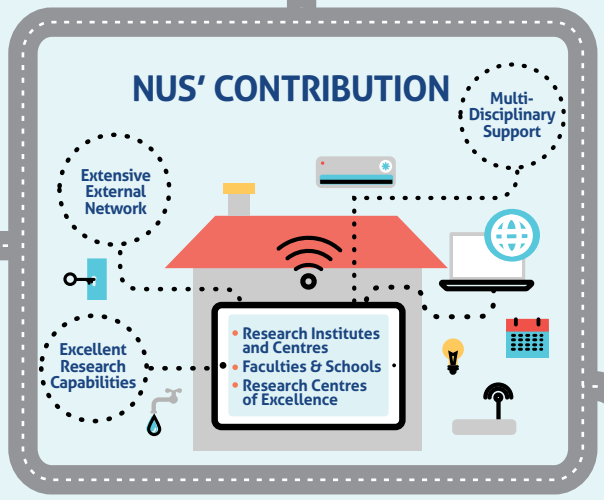 NUS’ CONTRIBUTION
Multi-
Disciplinary
Support
Extensive
External
Network
Excellent
Research
Capabilities
• Research Institutes
and Centres
• Faculties & Schools
• Research Centres
of Excellence